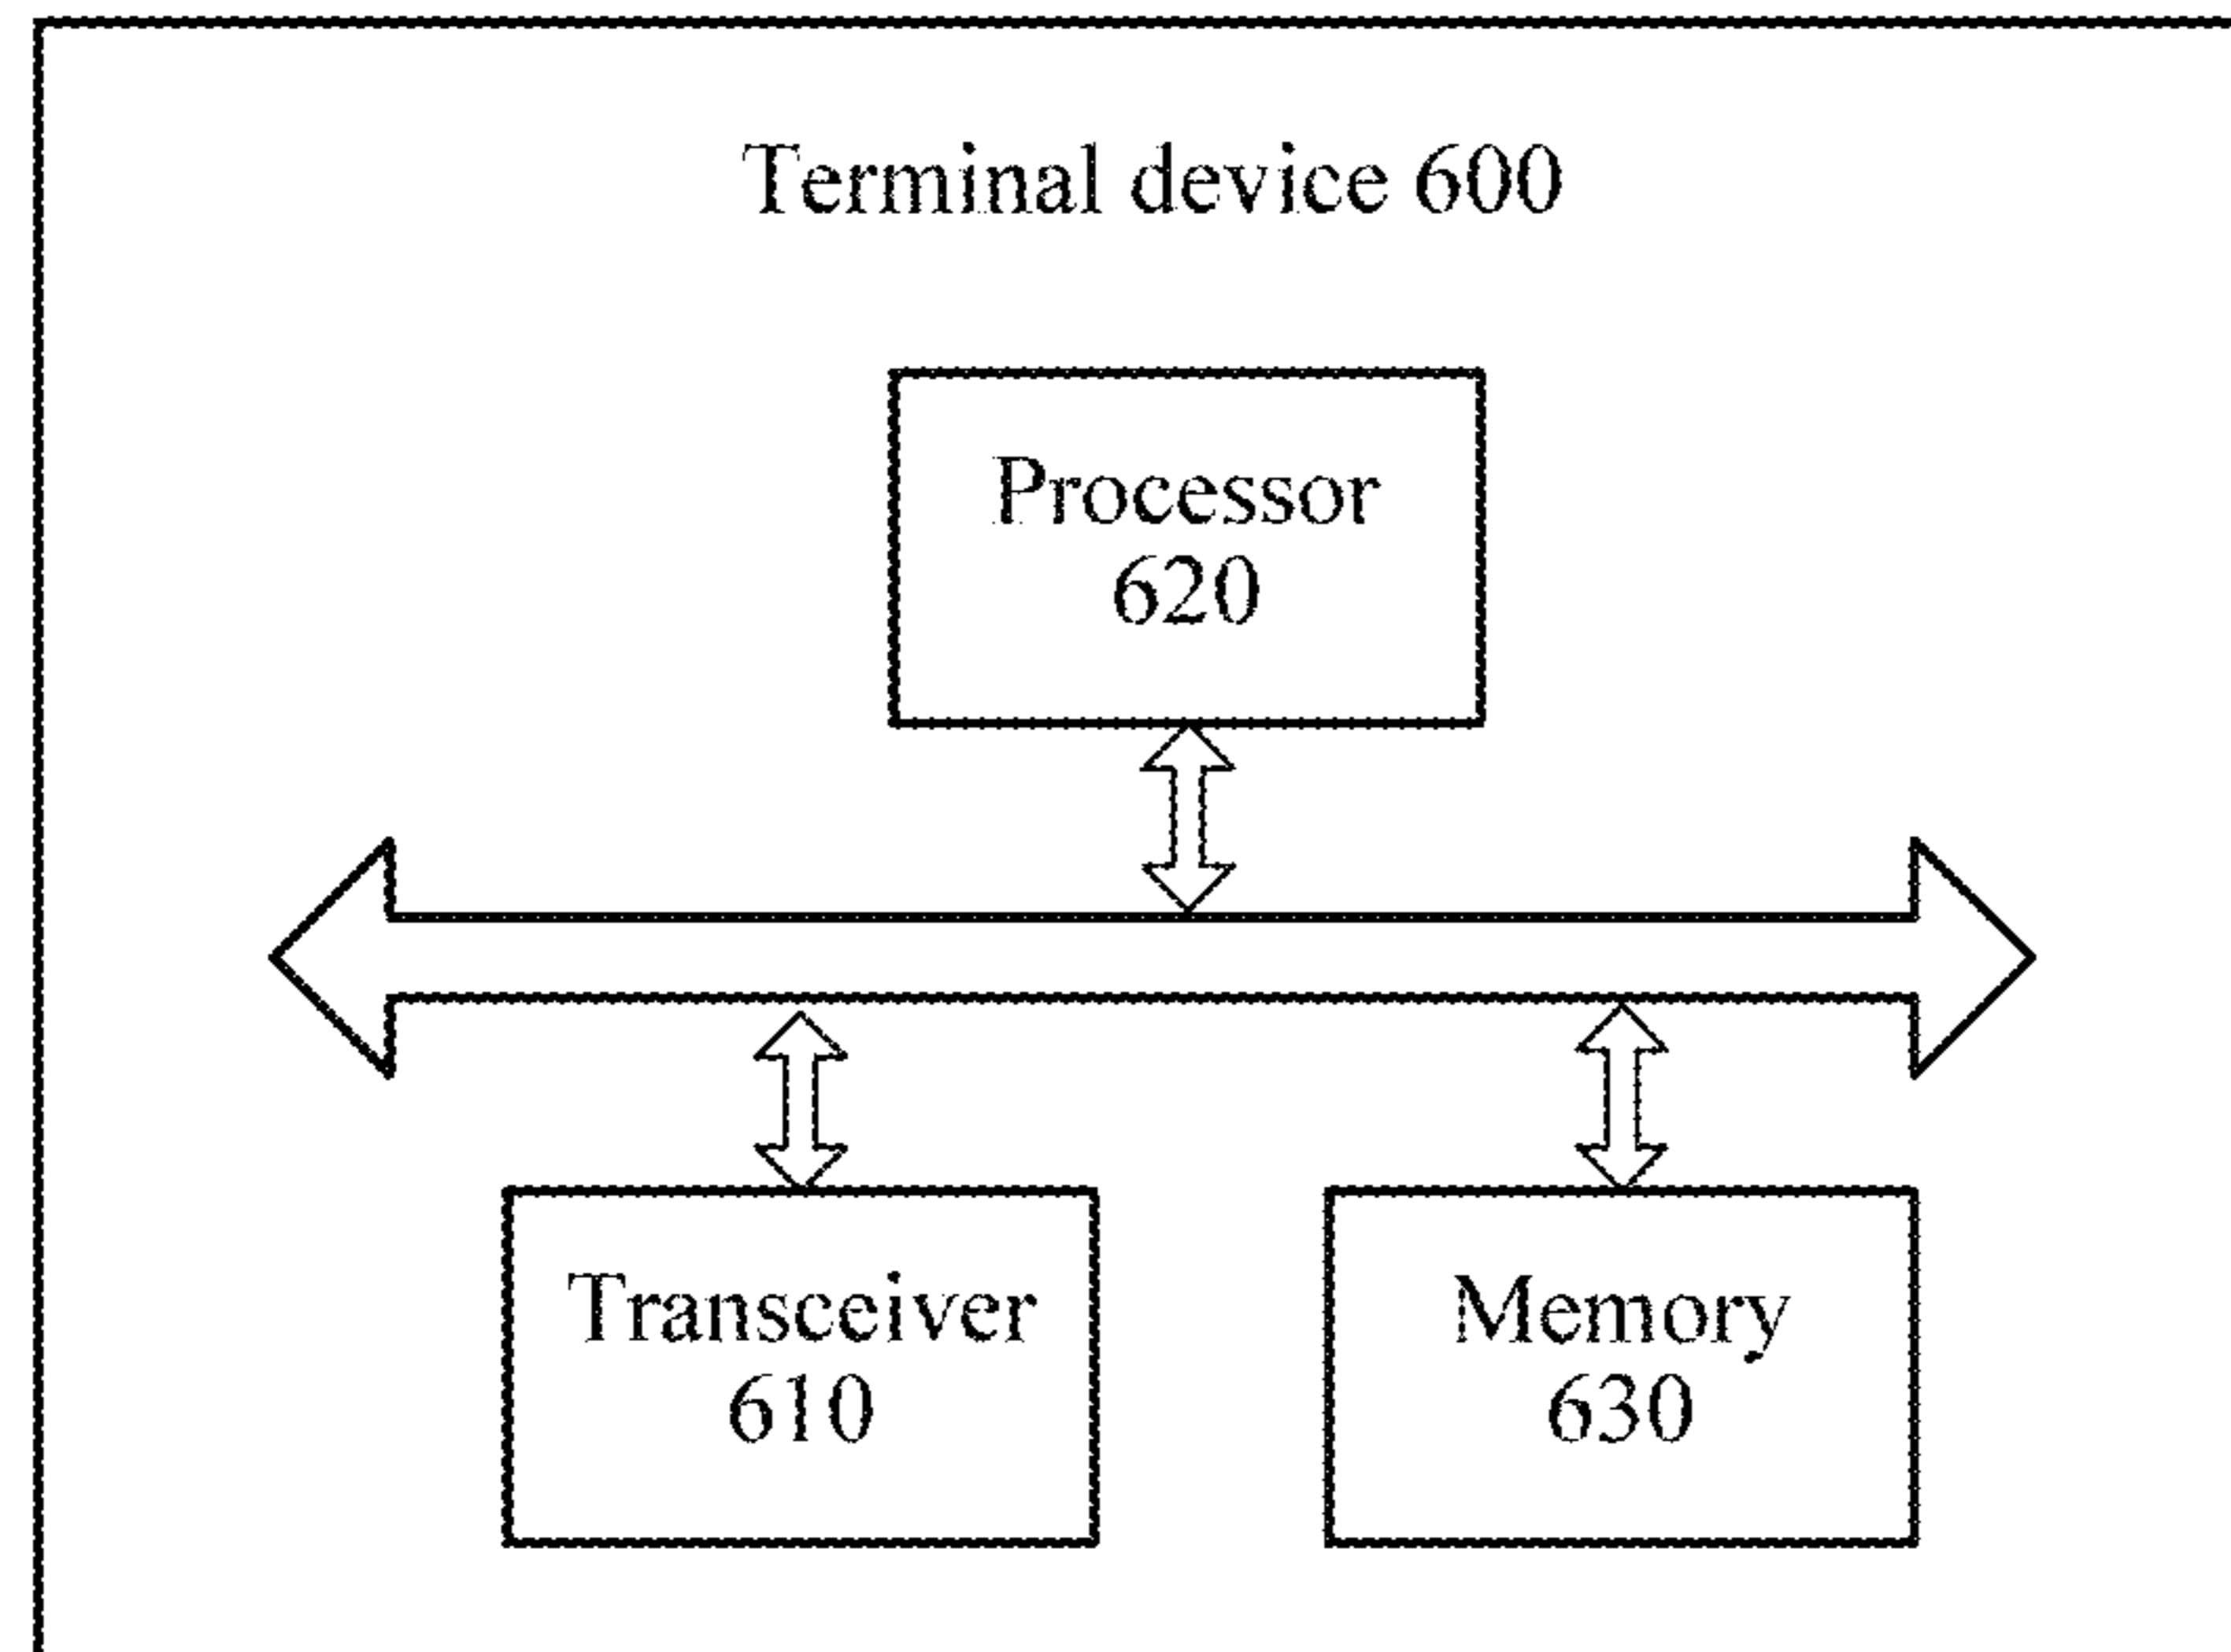 Terminal device 600
Processor
620
Transceiver
610
Memory
630